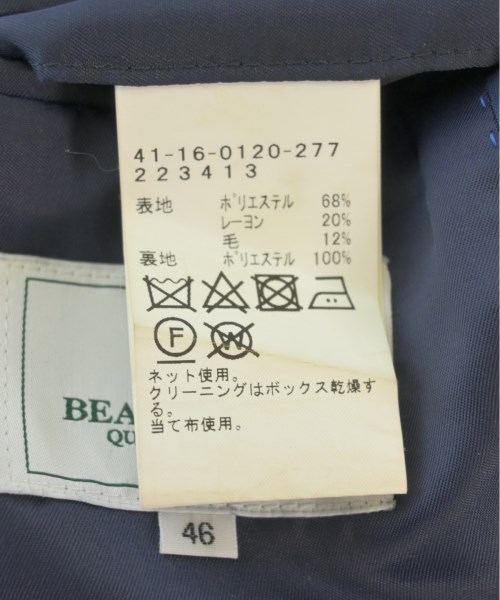 41-16-0120-277
223413
表地 ポリエステル 68%
レーヨン 20%
毛 12%
裏地 ポリエステル 100%
F W
ネット使用。
クリーニングはボックス乾燥す
る。
当て布使用。
BEA
QU
46